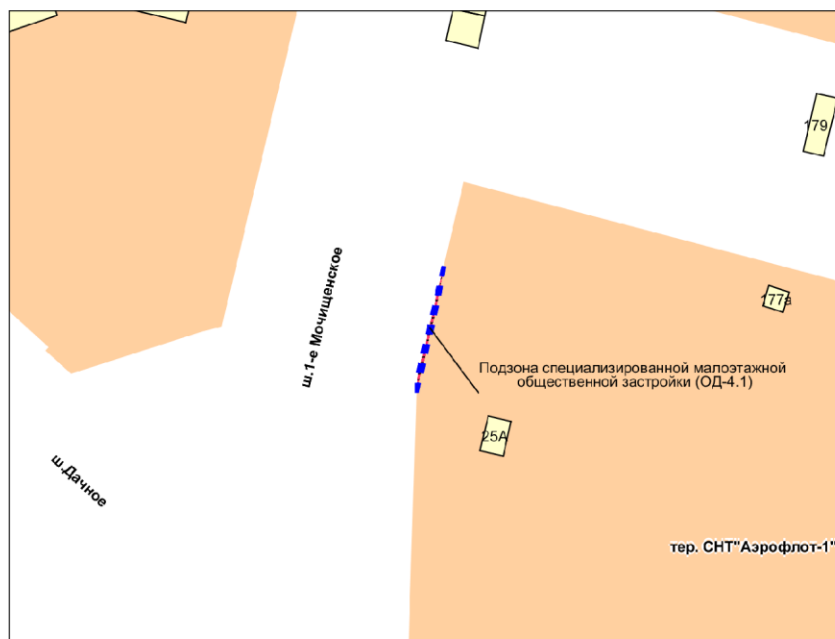 179
177а
ш.1-е Мочищенское
Подзона специализированной малоэтажной
общественной застройки (ОД-4.1)
25А
ш.Дачное
тер. СНТ"Аэрофлот-1"